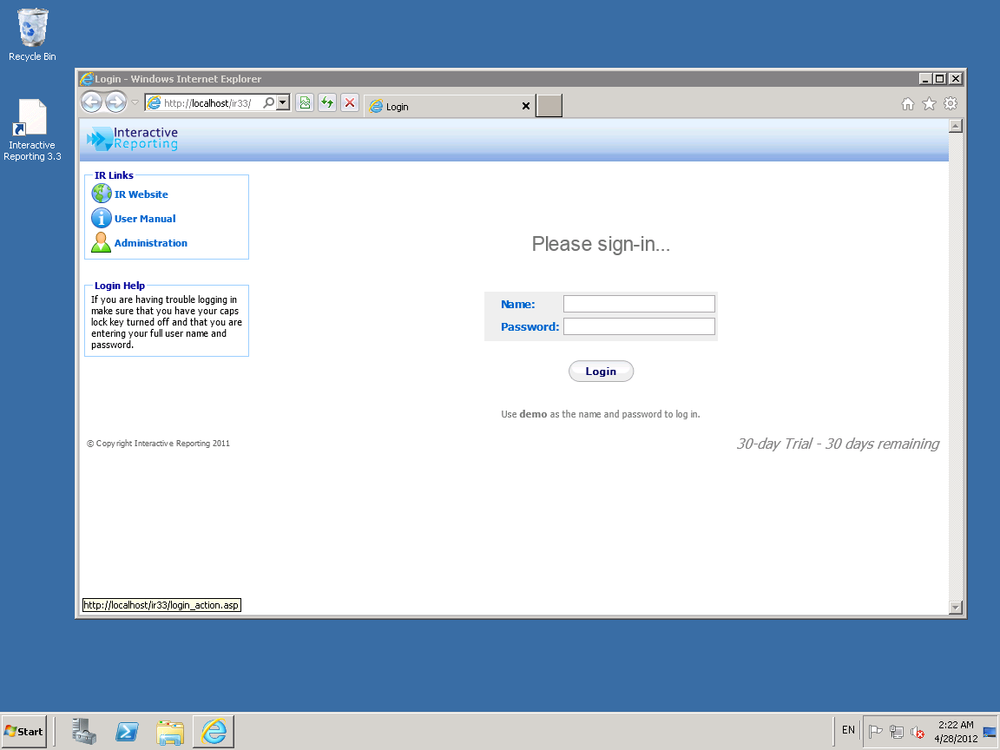 Recycle Bin
Interactive
Reporting 3.3
Login - Windows Internet Explorer
http://localhost/ir33/
Login
Interactive
Reporting
IR Links
IR Website
User Manual
Administration
Login Help
If you are having trouble logging in
make sure that you have your caps
lock key turned off and that you are
entering your full user name and
password.
Please sign-in...
Name:
Password:
Login
Use demo as the name and password to log in.
© Copyright Interactive Reporting 2011
30-day Trial - 30 days remaining
http://localhost/ir33/login_action.asp
Start
EN
2:22 AM
4/28/2012